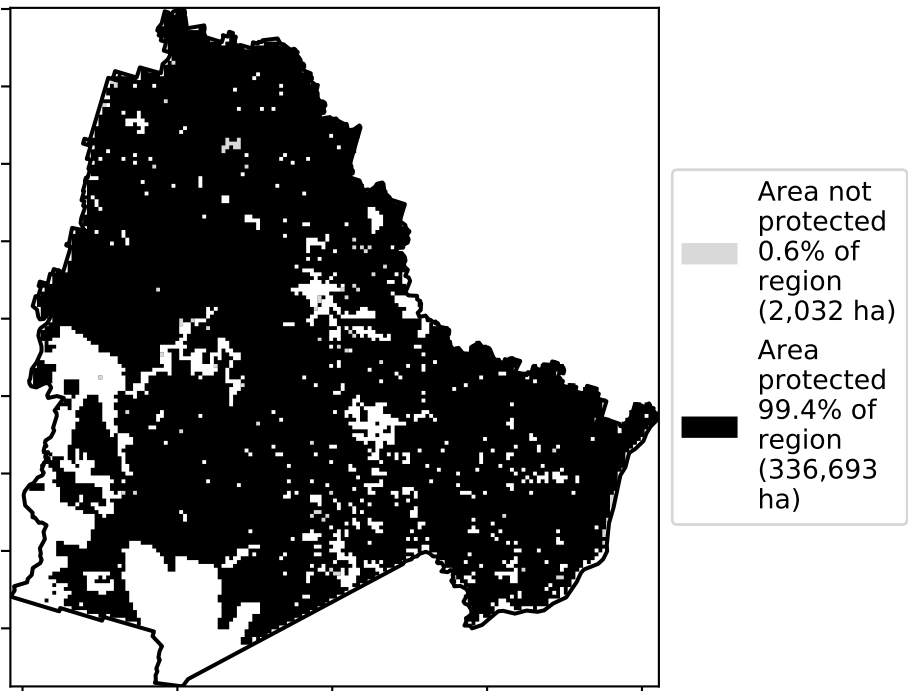 Area not
protected
0.6% of
region
(2,032 ha)
Area
protected
99.4% of
region
(336,693
ha)